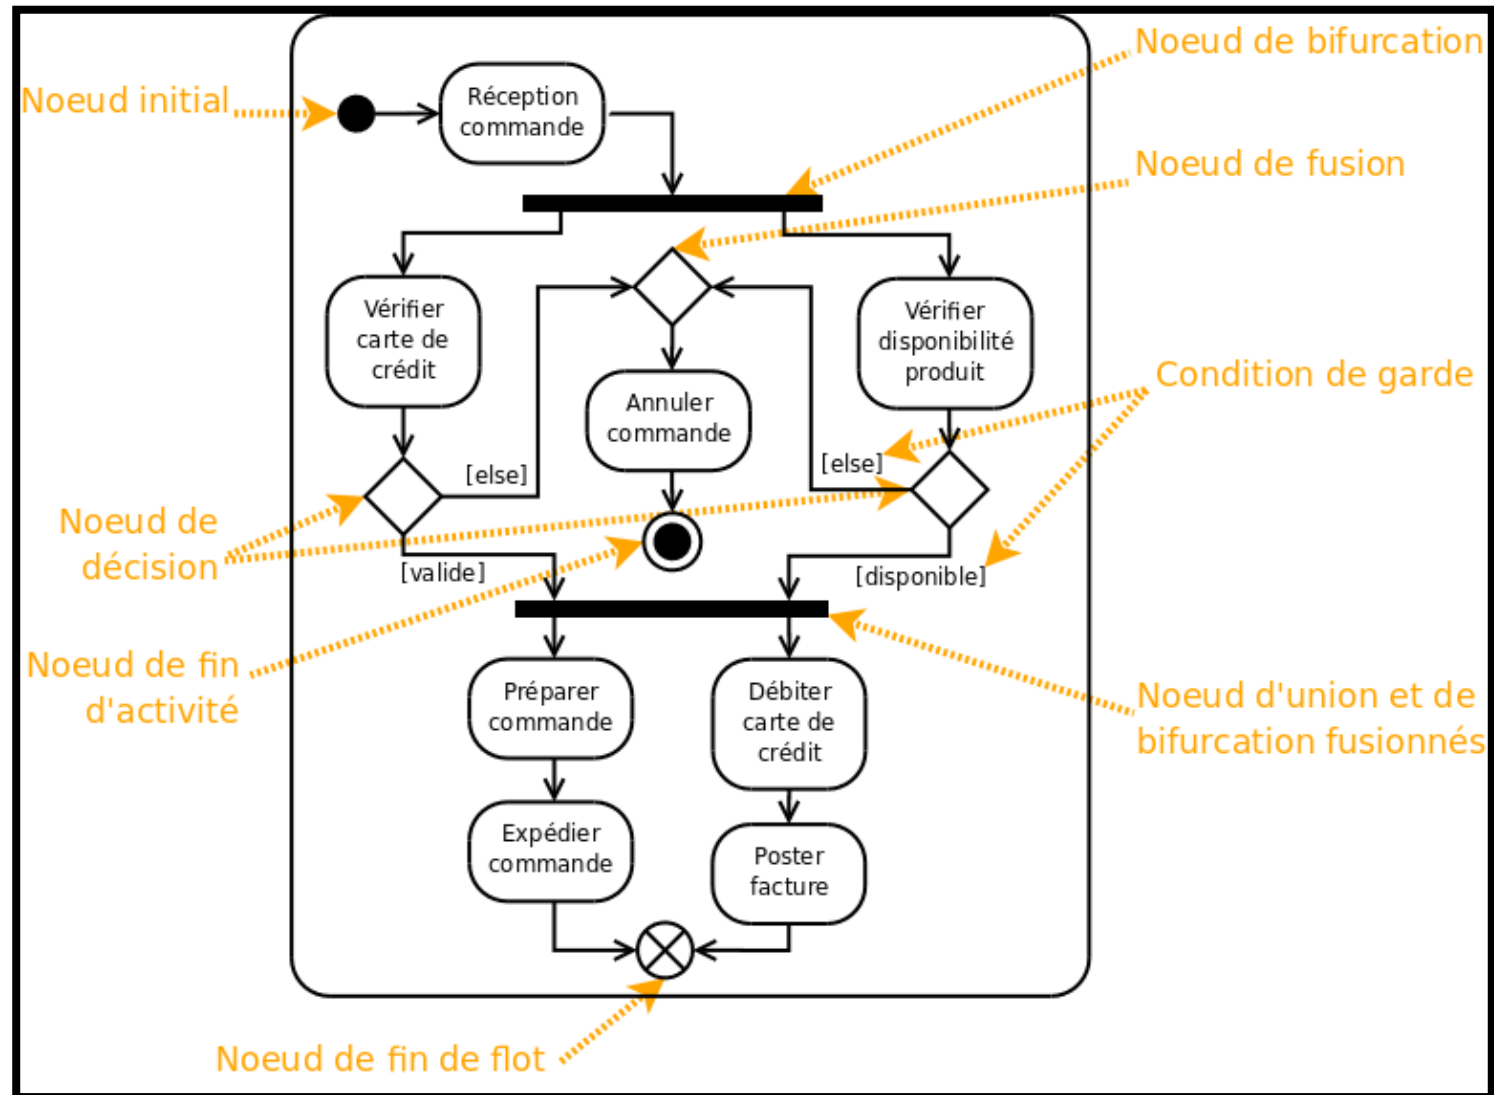 Noeud de bifurcation
Noeud initial
Réception
commande
Noeud de fusion
Vérifier
carte de
crédit
Vérifier
disponibilité
produit
Condition de garde
Annuler
commande
[else]
[else]
Noeud de
décision
[valide]
[disponible]
Noeud de fin
d'activité
Préparer
commande
Débiter
carte de
crédit
Noeud d'union et de
bifurcation fusionnés
Expédier
commande
Poster
facture
Noeud de fin de flot